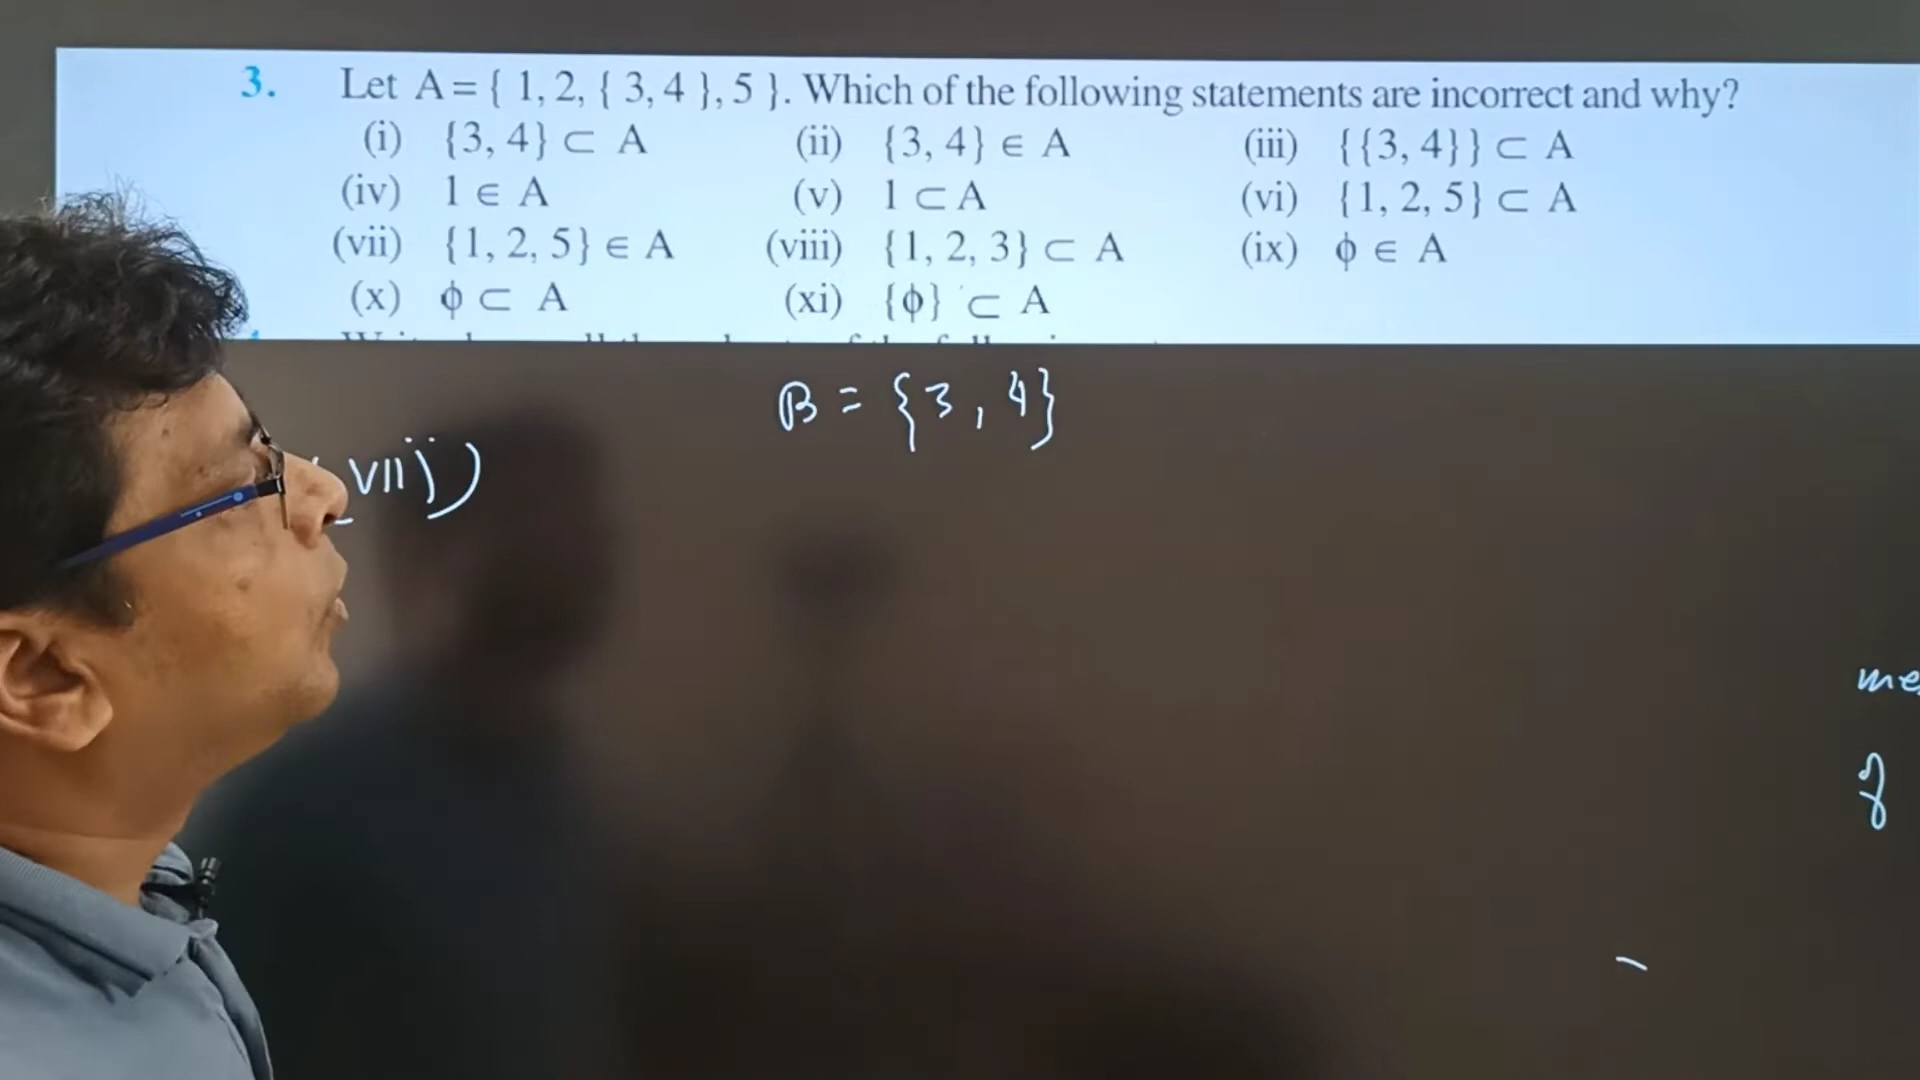 3. Let A = { 1, 2, { 3, 4 }, 5 }. Which of the following statements are incorrect and why?
(i) {3, 4} ⊂ A (ii) {3, 4} ∈ A (iii) {{3, 4}} ⊂ A
(iv) 1 ∈ A (v) 1 ⊂ A (vi) {1, 2, 5} ⊂ A
(vii) {1, 2, 5} ∈ A (viii) {1, 2, 3} ⊂ A (ix) ϕ ∈ A
(x) ϕ ⊂ A (xi) {ϕ} ⊂ A
B = {3, 4}
vii)
me